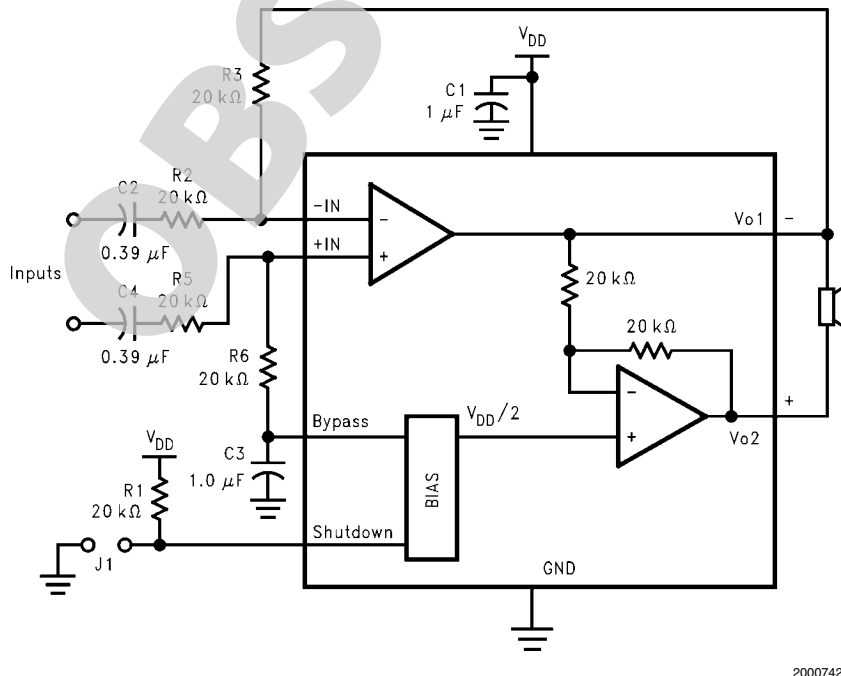 V_DD
R3
20 kΩ
C1
1 µF
C2
0.39 µF
R2
20 kΩ
-IN
-
+IN
+
Vo1
-
Inputs
C4
0.39 µF
R5
20 kΩ
20 kΩ
20 kΩ
R6
20 kΩ
-
+
Vo2
+
Bypass
V_DD/2
C3
1.0 µF
BIAS
V_DD
R1
20 kΩ
Shutdown
J1
GND
2000742
OBS